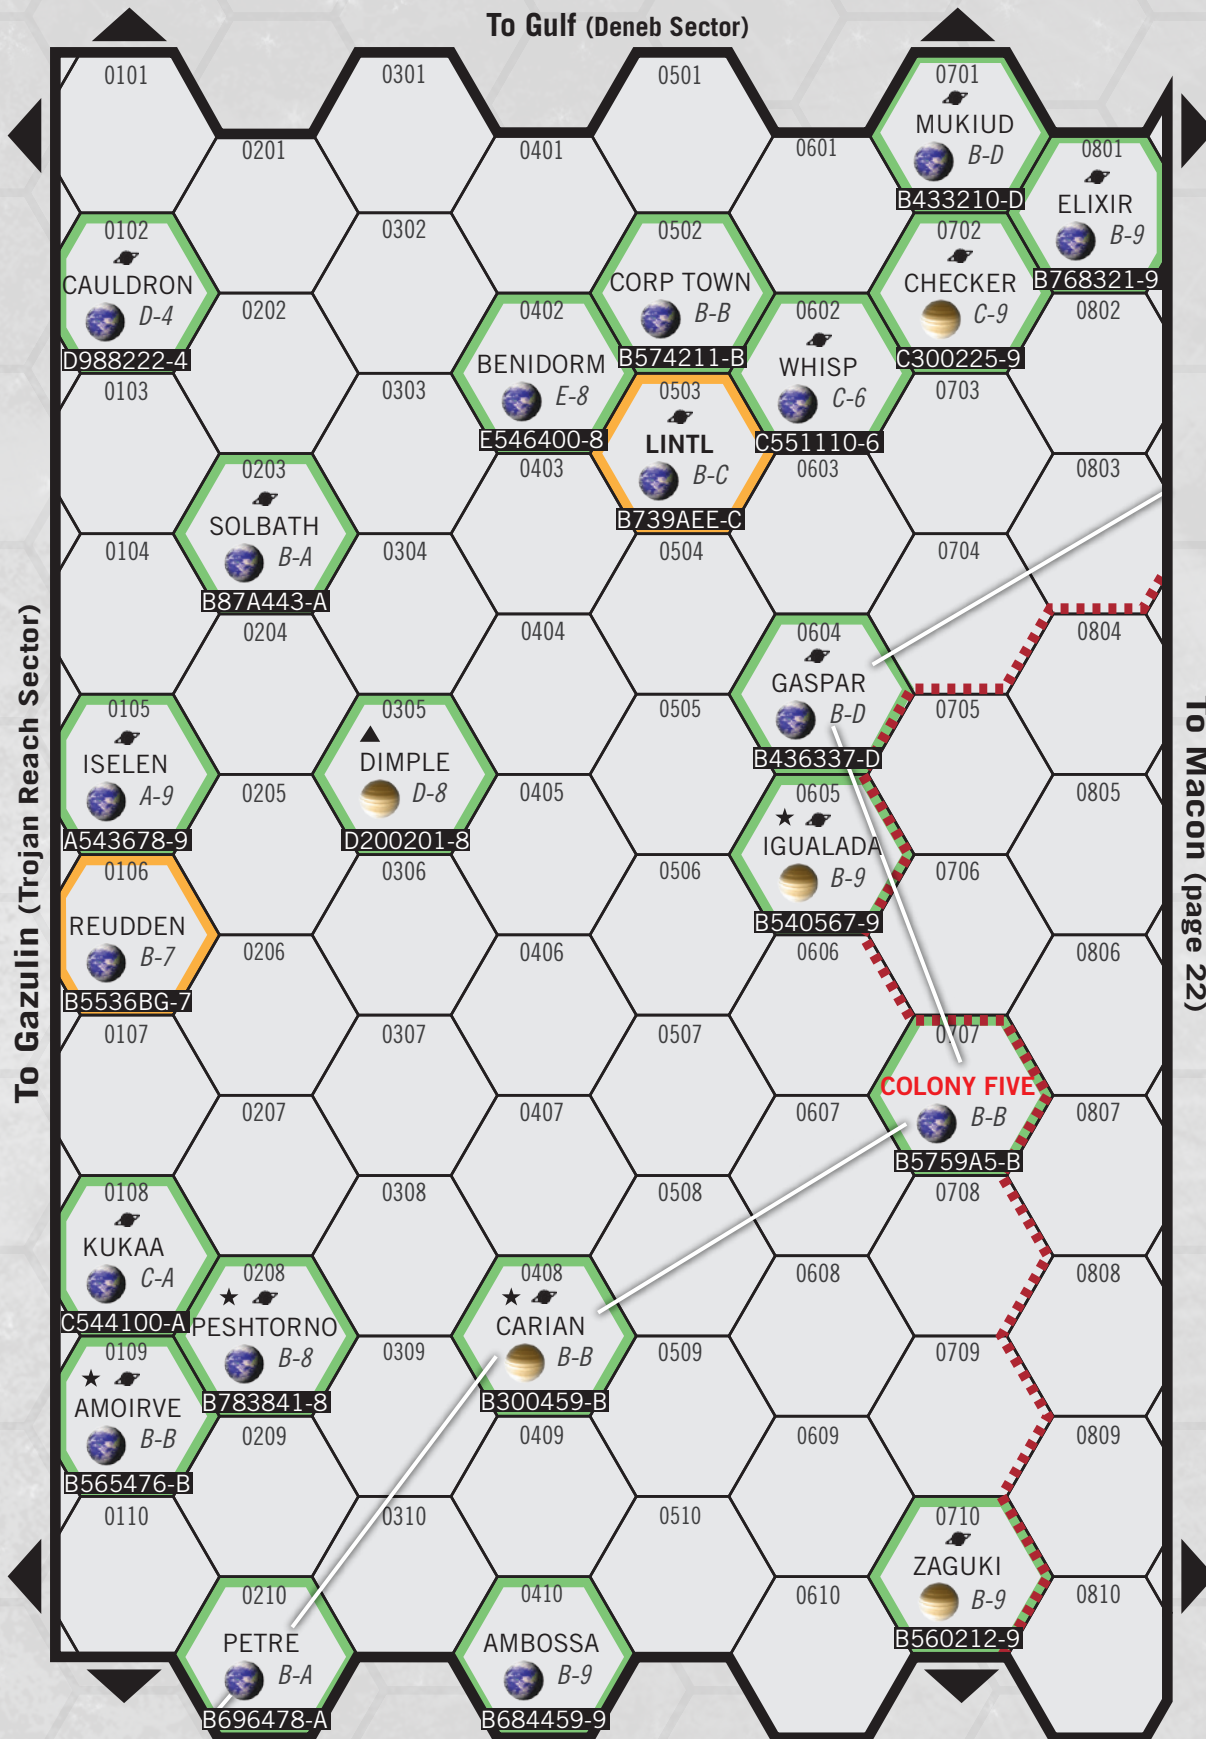 To Gulf (Deneb Sector)
To Gazulin (Trojan Reach Sector)
To Macon (page 22)
0101
0301
0501
0701
MUKIUD
B-D
B433210-D
0201
0401
0601
0801
ELIXIR
B-9
B768321-9
0102
CAULDRON
D-4
D988222-4
0302
0502
CORP TOWN
B-B
B574211-B
0702
CHECKER
C-9
C300225-9
0202
0402
BENIDORM
E-8
E546400-8
0602
WHISP
C-6
C551110-6
0802
0103
0303
0503
LINTL
B-C
B739AEE-C
0703
0203
SOLBATH
B-A
B87A443-A
0403
0603
0803
0104
0304
0504
0704
0204
0404
0604
GASPAR
B-D
B436337-D
0804
0105
ISELEN
A-9
A543678-9
0305
DIMPLE
D-8
D200201-8
0505
0705
0205
0405
0605
IGUALADA
B-9
B540567-9
0805
0106
REUDDEN
B-7
B5536BG-7
0306
0506
0706
0206
0406
0606
0806
0107
0307
0507
0707
COLONY FIVE
B-B
B5759A5-B
0207
0407
0607
0807
0108
KUKAA
C-A
C544100-A
0308
0508
0708
0208
PESHTORNO
B-8
B783841-8
0408
CARIAN
B-B
B300459-B
0608
0808
0109
AMOIRVE
B-B
B565476-B
0309
0509
0709
0209
0409
0609
0809
0110
0310
0510
0710
ZAGUKI
B-9
B560212-9
0210
PETRE
B-A
B696478-A
0410
AMBOSSA
B-9
B684459-9
0610
0810